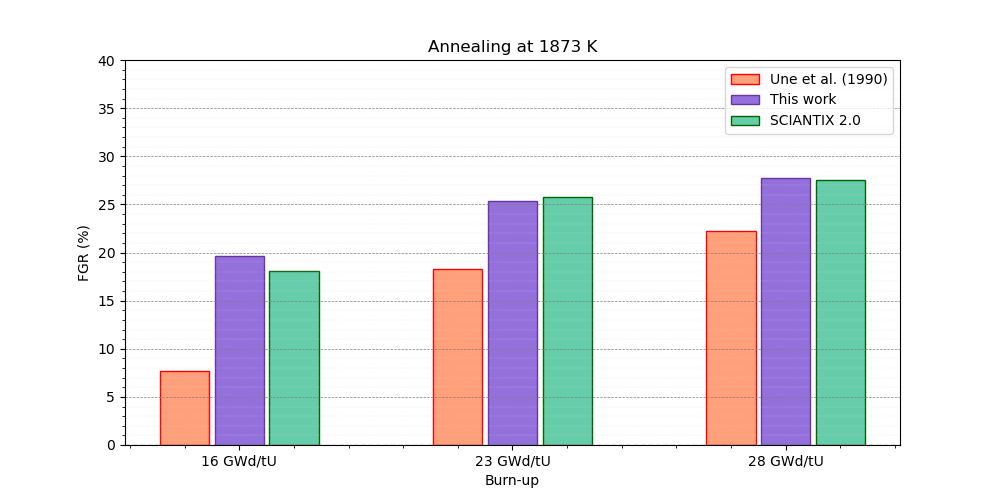 Annealing at 1873 K
40
35
30
25
20
15
10
5
0
FGR (%)
Une et al. (1990)
This work
SCIANTIX 2.0
16 GWd/tU
23 GWd/tU
28 GWd/tU
Burn-up